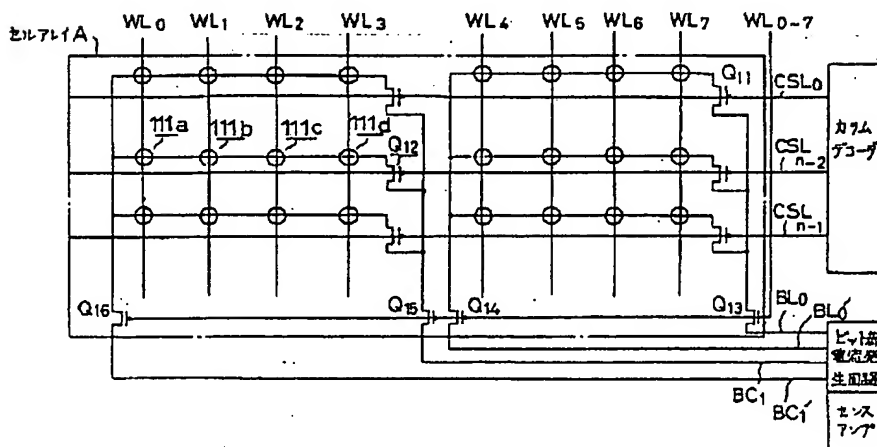 セルアレイA
WL0 WL1 WL2 WL3 WL4 WL5 WL6 WL7 WL0-7
Q11
CSL0
111a 111b 111c 111d
Q12
CSL n-2
CSL n-1
カラム
デコーダ
Q16 Q15 Q14 Q13
BL0
BL0'
BC1
BC1'
ビット線
電流発
生回路
センス
アンプ